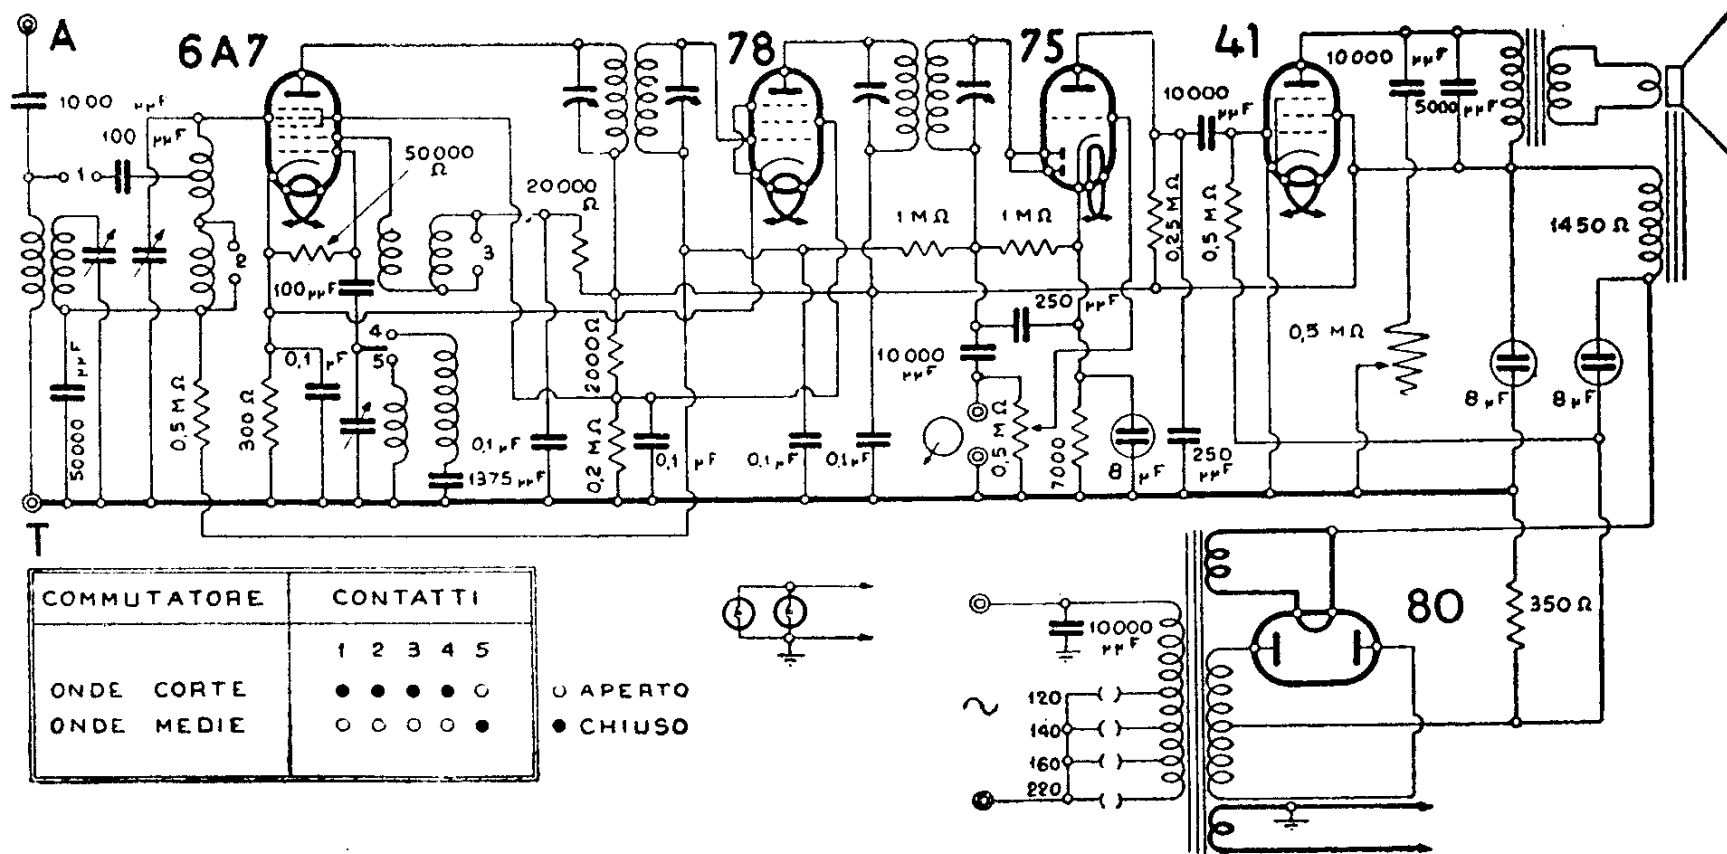 A
6A7
78
75
41
1000 µµF
100 µµF
1
2
50000 Ω
20000 Ω
3
100 µµF
4
5
0,1 µF
50000 µµF
0,5 MΩ
300Ω
1375 µµF
0,1 µF
20000Ω
0,2 MΩ
0,1 µF
0,1 µF
0,1 µF
1 MΩ
1 MΩ
250 µµF
10000 µµF
0,5 MΩ
7000
8 µF
10000 µµF
0,25 MΩ
0,5 MΩ
250 µµF
10000 µµF
5000 µµF
0,5 MΩ
1450 Ω
8 µF
8 µF
T
COMMUTATORE CONTATTI
1 2 3 4 5
ONDE CORTE
ONDE MEDIE
APERTO
CHIUSO
10000 µµF
~
120
140
160
220
80
350 Ω